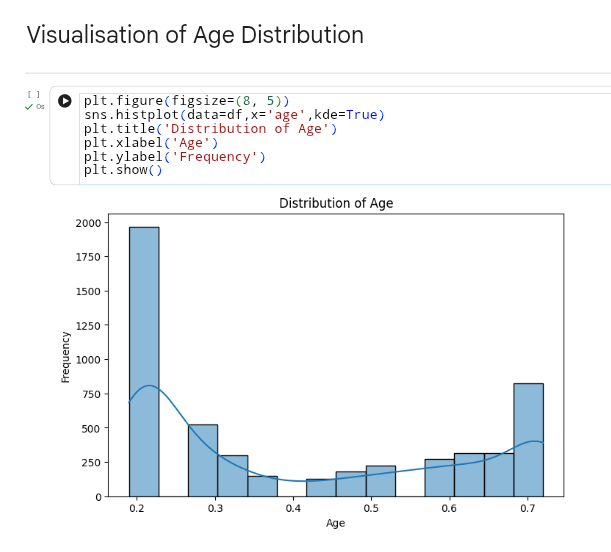 Visualisation of Age Distribution
[ ]
✓ 0s
plt.figure(figsize=(8, 5))
sns.histplot(data=df,x='age',kde=True)
plt.title('Distribution of Age')
plt.xlabel('Age')
plt.ylabel('Frequency')
plt.show()
Distribution of Age
2000
1750
1500
1250
1000
750
500
250
0
Frequency
0.2 0.3 0.4 0.5 0.6 0.7
Age